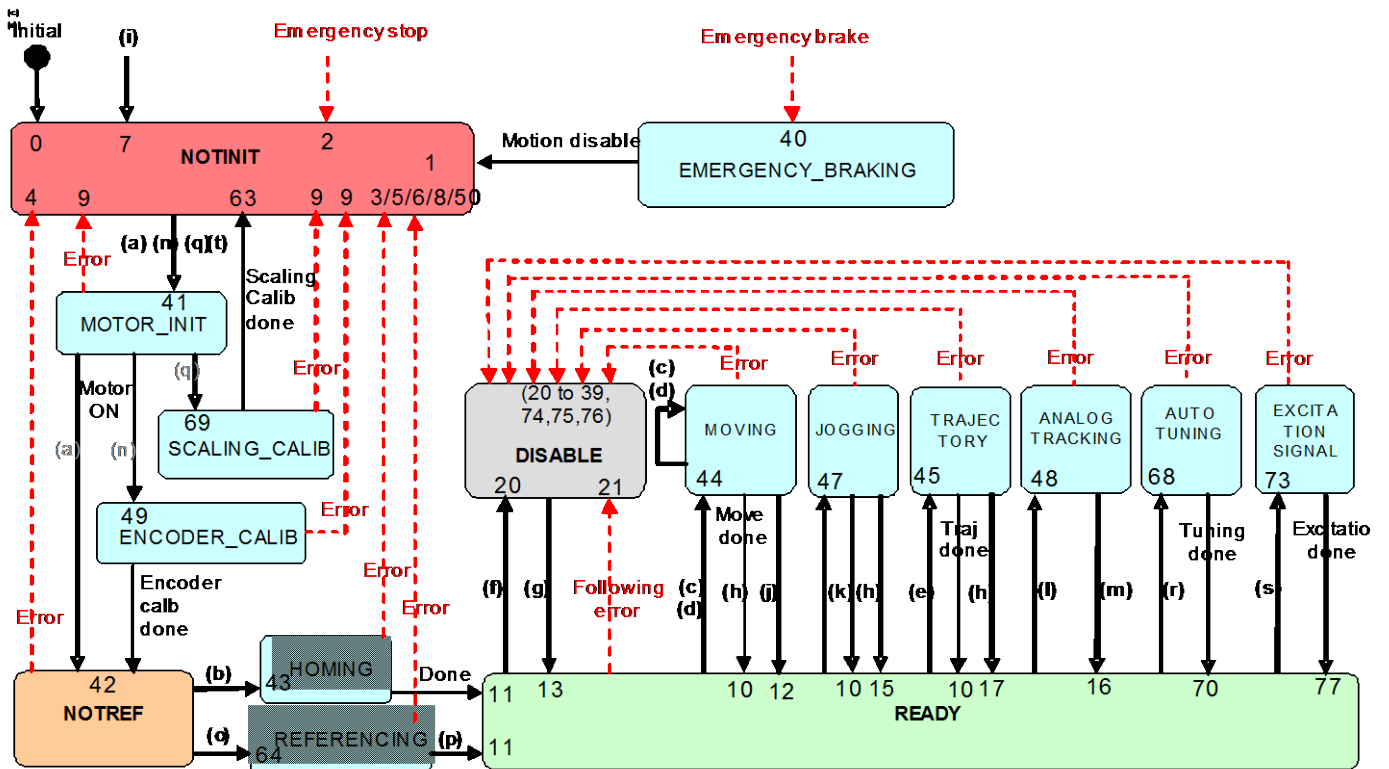 Initial
(i)
Emergency stop
Emergency brake
0
7
2
NOTINIT
1
4
9
63
9
9
3/5/6/8/50
Motion disable
40
EMERGENCY_BRAKING
Error
(a)
(n)
(q)
(t)
Scaling
Calib
done
41
MOTOR_INIT
Error
(q)
Motor
ON
69
SCALING_CALIB
(a)
(n)
Error
49
ENCODER_CALIB
Encoder
calb
done
Error
Error
Error
(c)
(d)
Error
Error
Error
Error
Error
Error
(20 to 39,
74,75,76)
DISABLE
20
21
MOVING
44
JOGGING
47
TRAJEC
TORY
45
ANALOG
TRACKING
48
AUTO
TUNING
68
EXCITA
TION
SIGNAL
73
(f)
(g)
Following
error
(c)
(d)
Move
done
(h)
(j)
(k)
(h)
(e)
Traj
done
(h)
(l)
(m)
(r)
Tuning
done
(s)
Excitatio
done
42
NOTREF
(b)
HOMING
43
Done
(o)
REFERENCING
64
(p)
11
13
10
12
10
15
10
17
16
70
77
READY
11